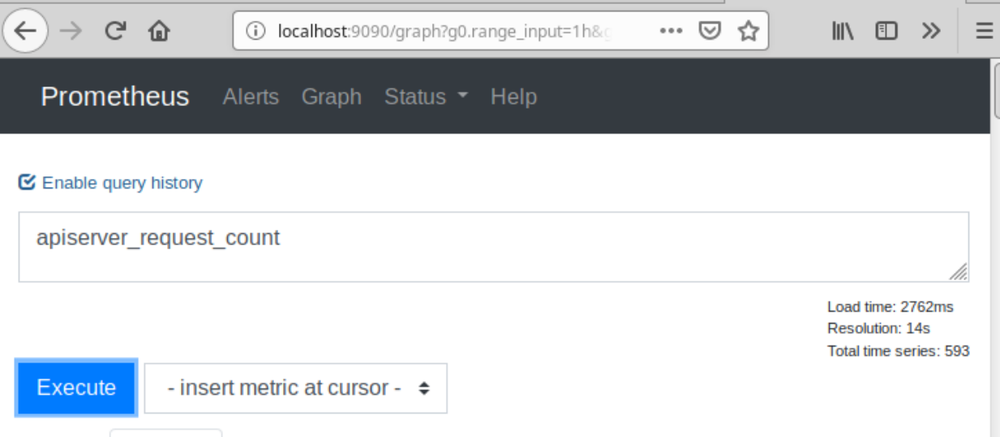 localhost:9090/graph?g0.range_input=1h&g
Prometheus Alerts Graph Status Help
Enable query history
apiserver_request_count
Load time: 2762ms
Resolution: 14s
Total time series: 593
Execute - insert metric at cursor -